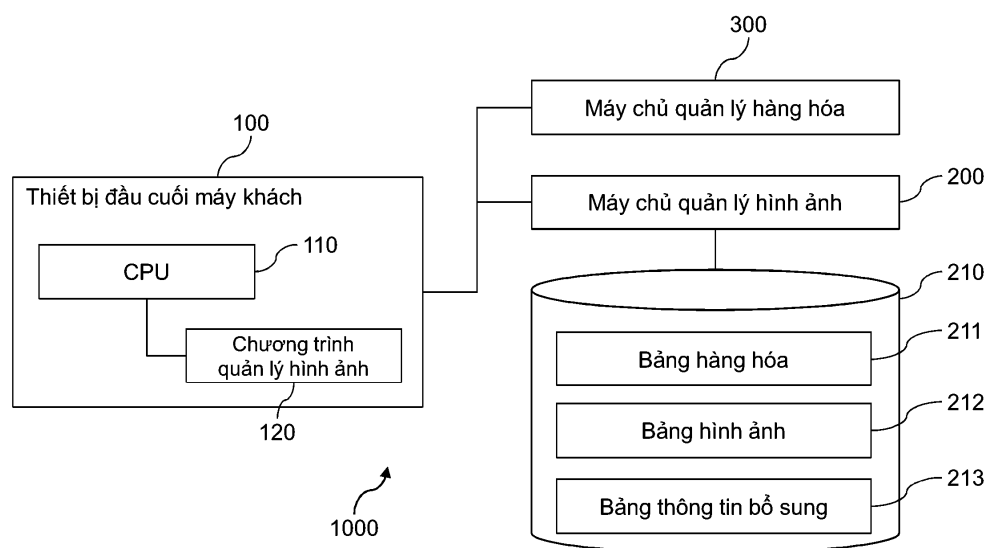 300
Máy chủ quản lý hàng hóa
100
Thiết bị đầu cuối máy khách
200
Máy chủ quản lý hình ảnh
110
CPU
210
Chương trình
quản lý hình ảnh
120
211
Bảng hàng hóa
212
Bảng hình ảnh
213
Bảng thông tin bổ sung
1000